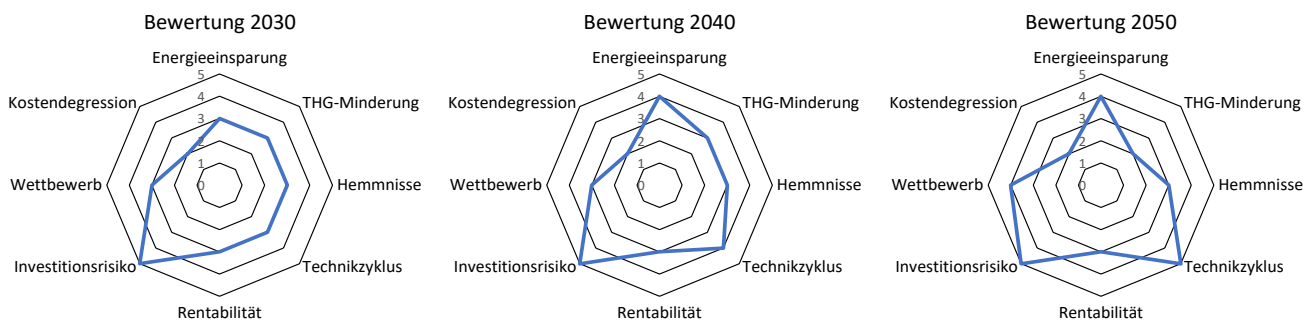 Bewertung 2030
Energieeinsparung
5
Kostendegression
4
THG-Minderung
3
2
1
Wettbewerb
0
Hemmnisse
Investitionsrisiko
Technikzyklus
Rentabilität
Bewertung 2040
Energieeinsparung
5
Kostendegression
4
THG-Minderung
3
2
1
Wettbewerb
0
Hemmnisse
Investitionsrisiko
Technikzyklus
Rentabilität
Bewertung 2050
Energieeinsparung
5
Kostendegression
4
THG-Minderung
3
2
1
Wettbewerb
0
Hemmnisse
Investitionsrisiko
Technikzyklus
Rentabilität